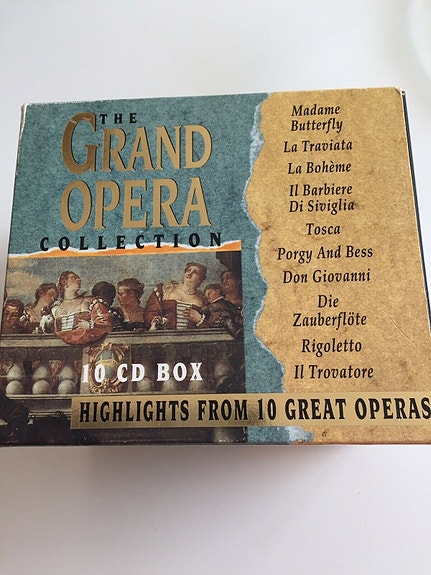 THE
GRAND
OPERA
COLLECTION
10 CD BOX
Madame
Butterfly
La Traviata
La Bohème
Il Barbiere
Di Siviglia
Tosca
Porgy And Bess
Don Giovanni
Die
Zauberflöte
Rigoletto
Il Trovatore
HIGHLIGHTS FROM 10 GREAT OPERAS